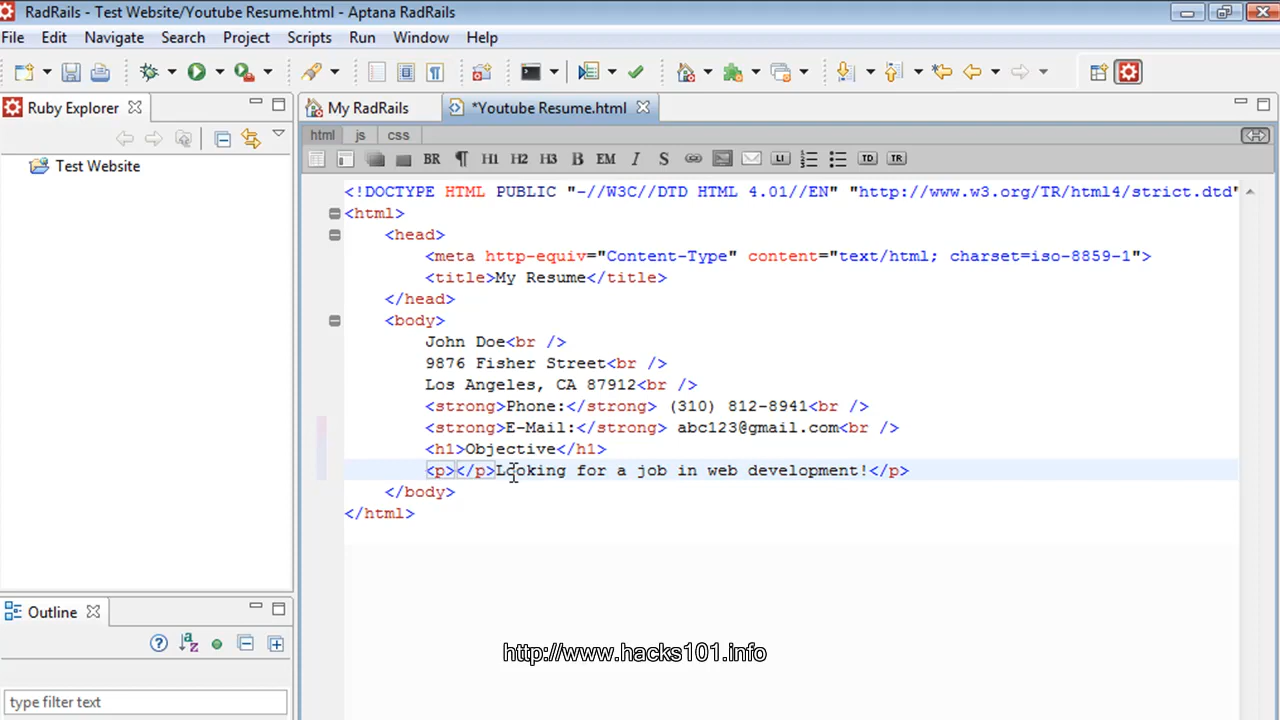 RadRails - Test Website/Youtube Resume.html - Aptana RadRails
File Edit Navigate Search Project Scripts Run Window Help
Ruby Explorer
My RadRails
*Youtube Resume.html
html js css
BR ¶ H1 H2 H3 B EM I S LI TD TR
Test Website
<!DOCTYPE HTML PUBLIC "-//W3C//DTD HTML 4.01//EN" "http://www.w3.org/TR/html4/strict.dtd"
<html>
<head>
<meta http-equiv="Content-Type" content="text/html; charset=iso-8859-1">
<title>My Resume</title>
</head>
<body>
John Doe<br />
9876 Fisher Street<br />
Los Angeles, CA 87912<br />
<strong>Phone:</strong> (310) 812-8941<br />
<strong>E-Mail:</strong> abc123@gmail.com<br />
<h1>Objective</h1>
<p></p>Looking for a job in web development!</p>
</body>
</html>
Outline
type filter text
http://www.hacks101.info